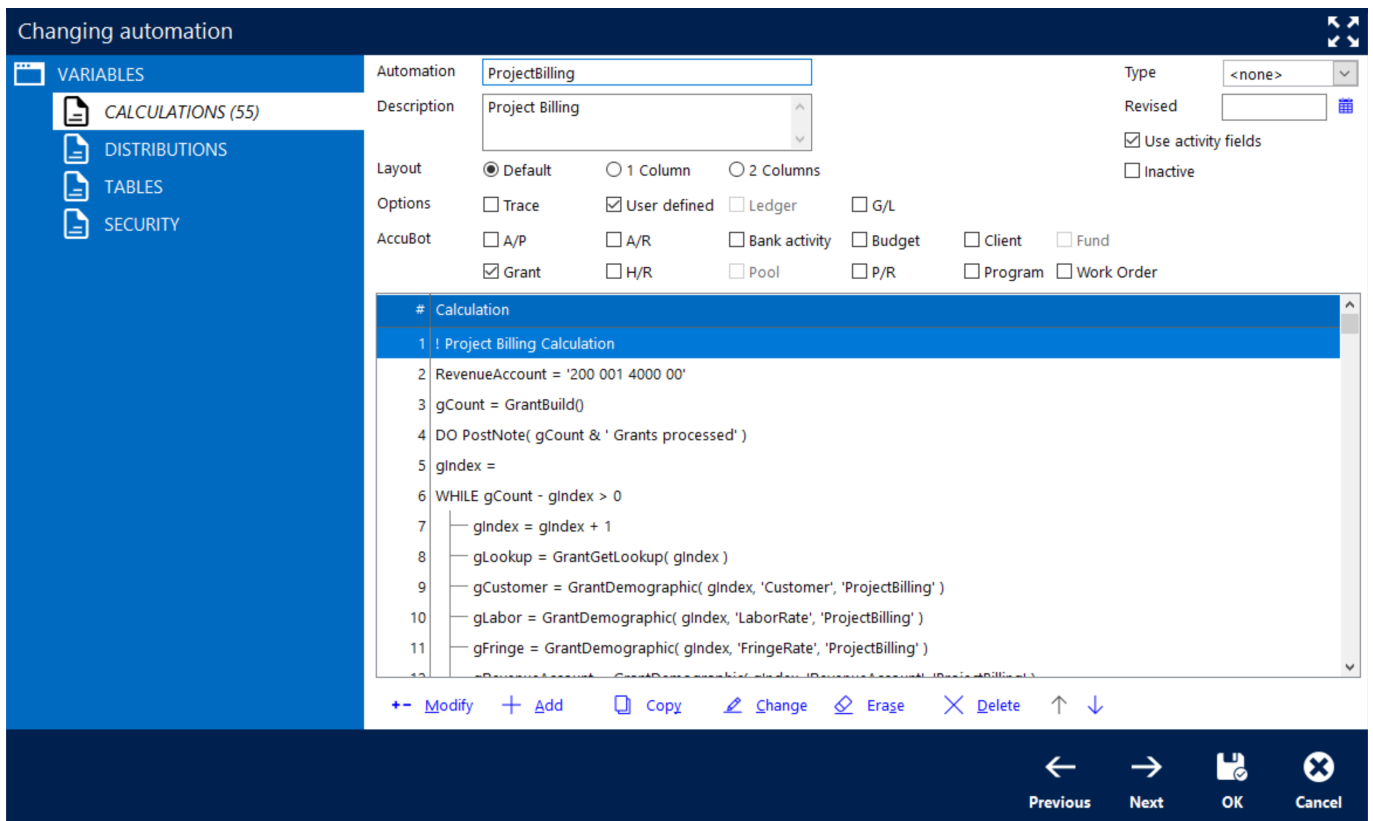 Changing automation
VARIABLES
CALCULATIONS (55)
DISTRIBUTIONS
TABLES
SECURITY
Automation ProjectBilling Type <none>
Description Project Billing Revised
Use activity fields
Layout Default 1 Column 2 Columns Inactive
Options Trace User defined Ledger G/L
AccuBot A/P A/R Bank activity Budget Client Fund
Grant H/R Pool P/R Program Work Order
# Calculation
1 ! Project Billing Calculation
2 RevenueAccount = '200 001 4000 00'
3 gCount = GrantBuild()
4 DO PostNote( gCount & ' Grants processed' )
5 gIndex =
6 WHILE gCount - gIndex > 0
7 gIndex = gIndex + 1
8 gLookup = GrantGetLookup( gIndex )
9 gCustomer = GrantDemographic( gIndex, 'Customer', 'ProjectBilling' )
10 gLabor = GrantDemographic( gIndex, 'LaborRate', 'ProjectBilling' )
11 gFringe = GrantDemographic( gIndex, 'FringeRate', 'ProjectBilling' )
Modify Add Copy Change Erase Delete
Previous Next OK Cancel